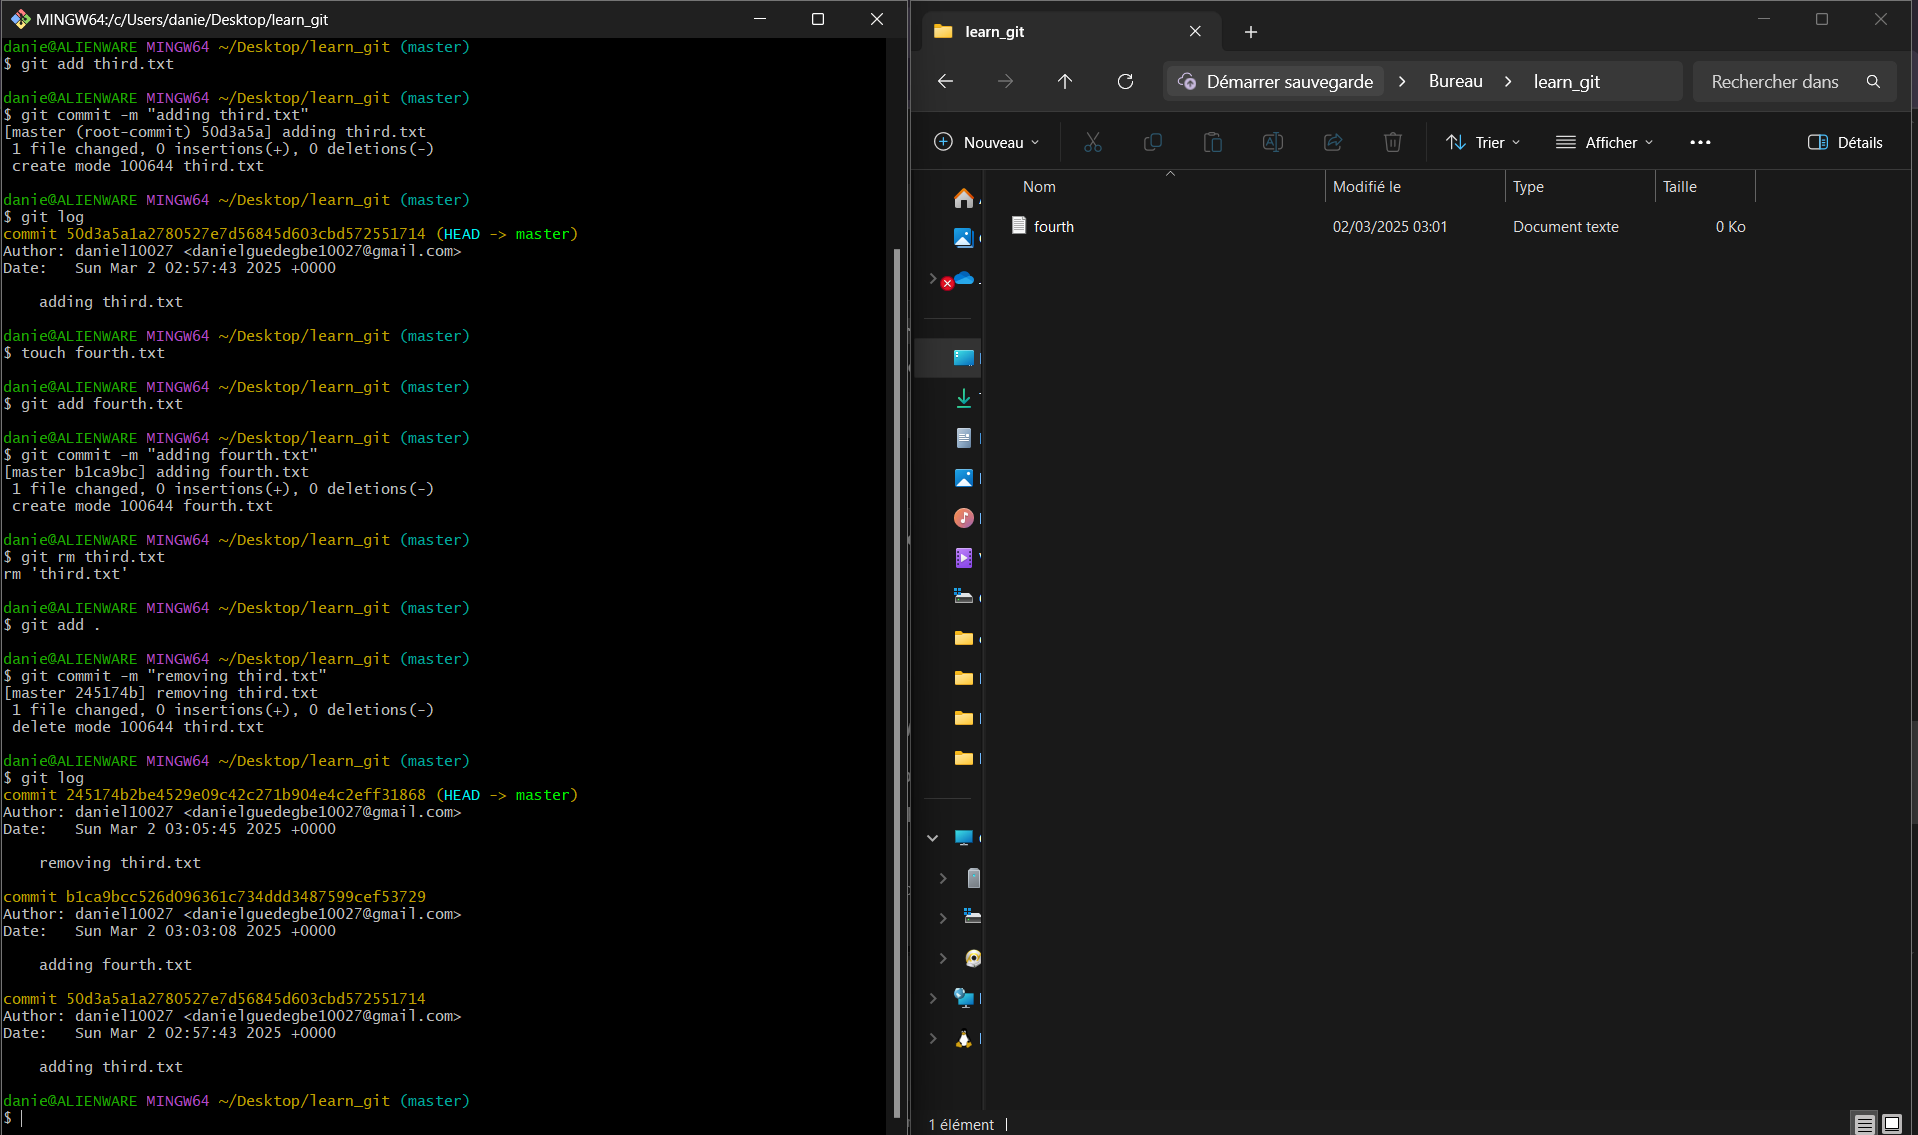 MINGW64:/c/Users/danie/Desktop/learn_git
danie@ALIENWARE MINGW64 ~/Desktop/learn_git (master)
$ git add third.txt
danie@ALIENWARE MINGW64 ~/Desktop/learn_git (master)
$ git commit -m "adding third.txt"
[master (root-commit) 50d3a5a] adding third.txt
1 file changed, 0 insertions(+), 0 deletions(-)
create mode 100644 third.txt
danie@ALIENWARE MINGW64 ~/Desktop/learn_git (master)
$ git log
commit 50d3a5a1a2780527e7d56845d603cbd572551714 (HEAD -> master)
Author: daniel10027 <danielguedegbe10027@gmail.com>
Date:   Sun Mar 2 02:57:43 2025 +0000
adding third.txt
danie@ALIENWARE MINGW64 ~/Desktop/learn_git (master)
$ touch fourth.txt
danie@ALIENWARE MINGW64 ~/Desktop/learn_git (master)
$ git add fourth.txt
danie@ALIENWARE MINGW64 ~/Desktop/learn_git (master)
$ git commit -m "adding fourth.txt"
[master b1ca9bc] adding fourth.txt
1 file changed, 0 insertions(+), 0 deletions(-)
create mode 100644 fourth.txt
danie@ALIENWARE MINGW64 ~/Desktop/learn_git (master)
$ git rm third.txt
rm 'third.txt'
danie@ALIENWARE MINGW64 ~/Desktop/learn_git (master)
$ git add .
danie@ALIENWARE MINGW64 ~/Desktop/learn_git (master)
$ git commit -m "removing third.txt"
[master 245174b] removing third.txt
1 file changed, 0 insertions(+), 0 deletions(-)
delete mode 100644 third.txt
danie@ALIENWARE MINGW64 ~/Desktop/learn_git (master)
$ git log
commit 245174b2be4529e09c42c271b904e4c2eff31868 (HEAD -> master)
Author: daniel10027 <danielguedegbe10027@gmail.com>
Date:   Sun Mar 2 03:05:45 2025 +0000
removing third.txt
commit b1ca9bcc526d096361c734ddd3487599cef53729
Author: daniel10027 <danielguedegbe10027@gmail.com>
Date:   Sun Mar 2 03:03:08 2025 +0000
adding fourth.txt
commit 50d3a5a1a2780527e7d56845d603cbd572551714
Author: daniel10027 <danielguedegbe10027@gmail.com>
Date:   Sun Mar 2 02:57:43 2025 +0000
adding third.txt
danie@ALIENWARE MINGW64 ~/Desktop/learn_git (master)
$
learn_git
Démarrer sauvegarde > Bureau > learn_git
Rechercher dans
Nouveau Trier Afficher ••• Détails
Nom Modifié le Type Taille
fourth 02/03/2025 03:01 Document texte 0 Ko
1 élément